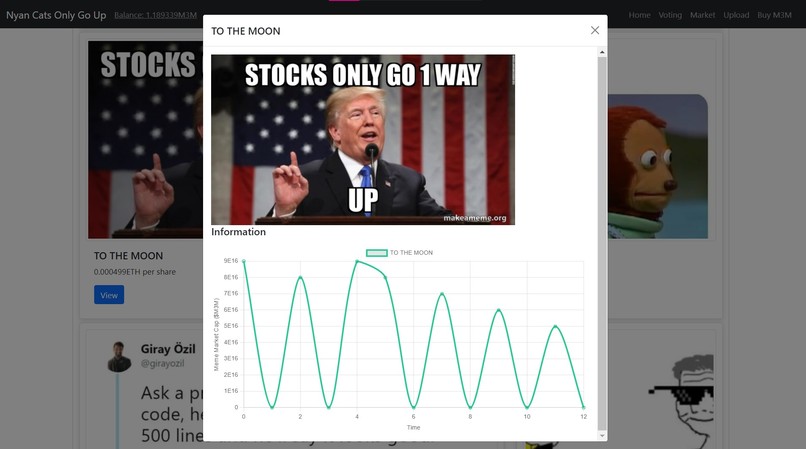 Nyan Cats Only Go Up Balance: 1.189339M3M Home Voting Market Upload Buy M3M
TO THE MOON
STOCKS ONLY GO 1 WAY
UP
makeameme.org
Information
TO THE MOON
Meme Market Cap ($M3M)
9E16
8E16
7E16
6E16
5E16
4E16
3E16
2E16
1E16
0
0 2 4 6 8 10 12
Time
STOCKS
TO THE MOON
0.000499ETH per share
View
Giray Özil
@girayozil
Ask a p
code, he
500 line